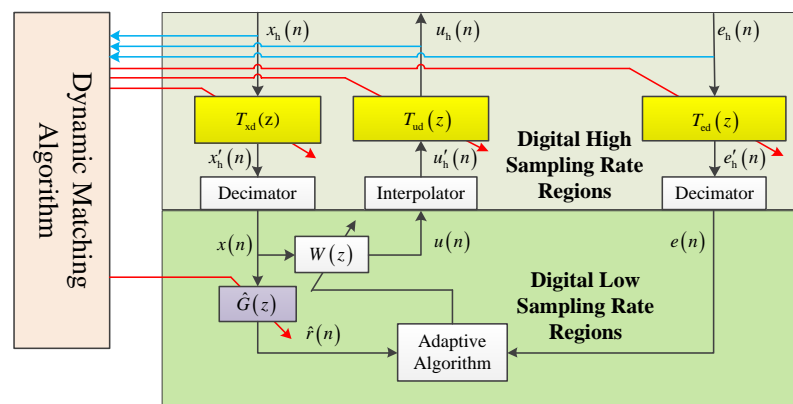 Dynamic Matching
Algorithm
x_h(n)
u_h(n)
e_h(n)
T_xd(z)
T_ud(z)
T_ed(z)
x'_h(n)
u'_h(n)
e'_h(n)
Digital High
Sampling Rate
Regions
Decimator
Interpolator
Decimator
x(n)
W(z)
u(n)
e(n)
Ĝ(z)
r̂(n)
Digital Low
Sampling Rate
Regions
Adaptive
Algorithm